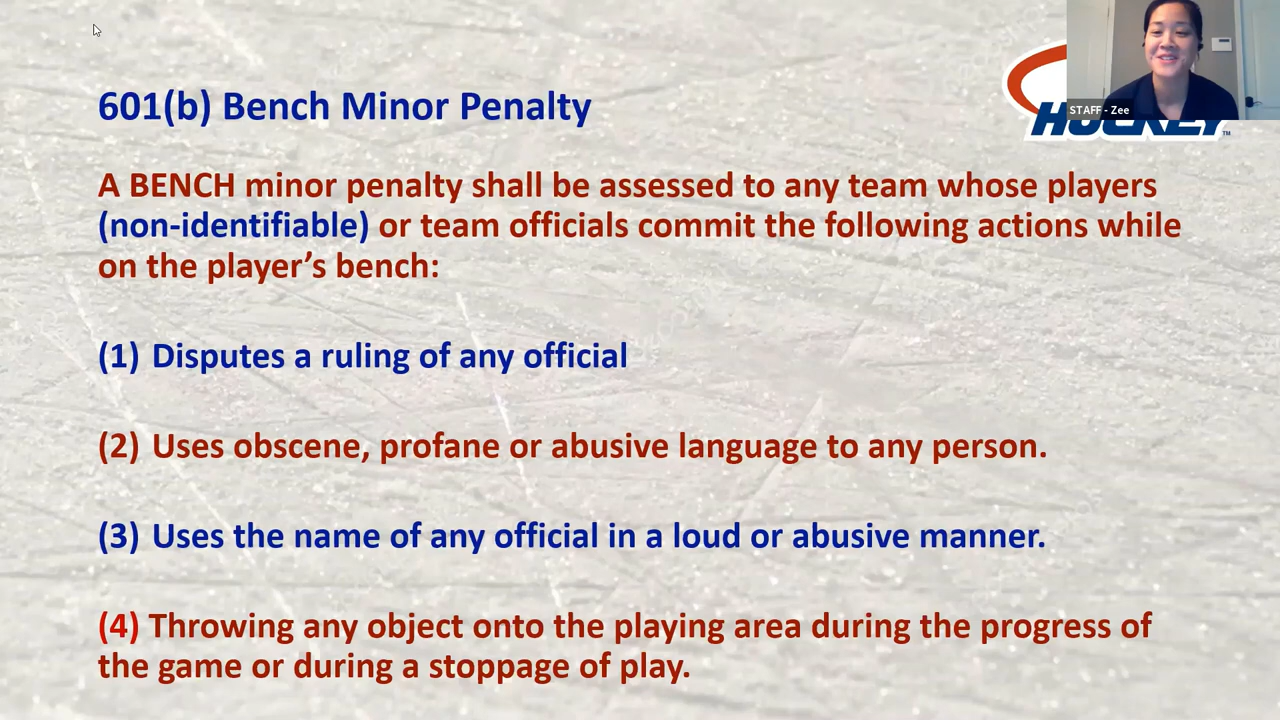 601(b) Bench Minor Penalty
STAFF - Zee
HOCKEY™
A BENCH minor penalty shall be assessed to any team whose players
(non-identifiable) or team officials commit the following actions while
on the player’s bench:
(1) Disputes a ruling of any official
(2) Uses obscene, profane or abusive language to any person.
(3) Uses the name of any official in a loud or abusive manner.
(4) Throwing any object onto the playing area during the progress of
the game or during a stoppage of play.